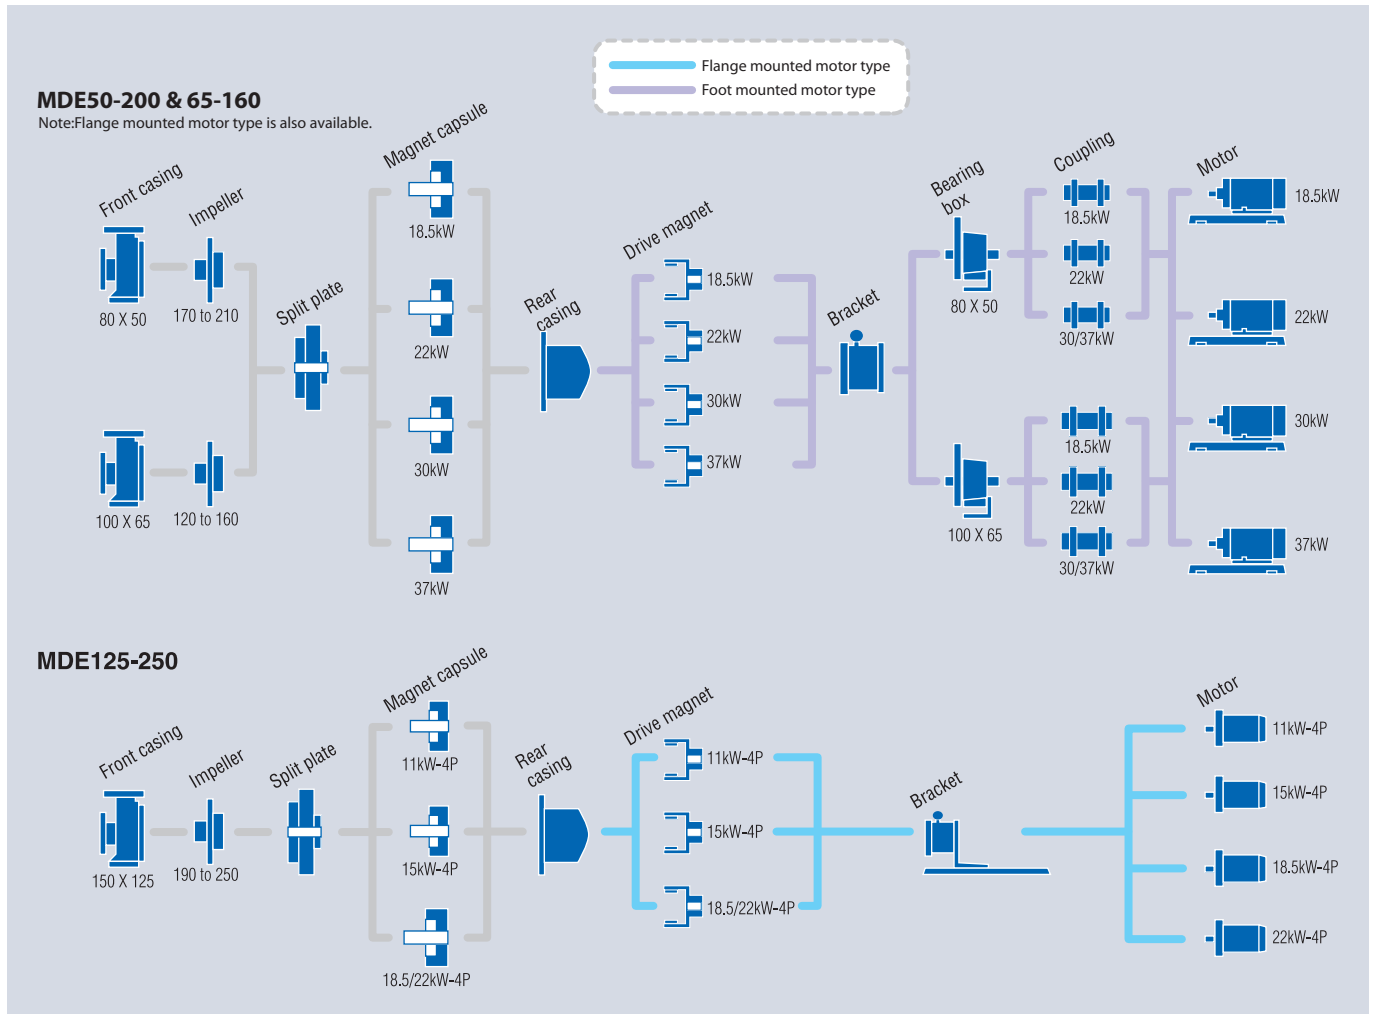 Flange mounted motor type
Foot mounted motor type
MDE50-200 & 65-160
Note:Flange mounted motor type is also available.
Front casing
Impeller
Split plate
Magnet capsule
Rear
casing
Drive magnet
Bracket
Bearing
box
Coupling
Motor
80 X 50
170 to 210
100 X 65
120 to 160
18.5kW
22kW
30kW
37kW
18.5kW
22kW
30kW
37kW
80 X 50
100 X 65
18.5kW
22kW
30/37kW
18.5kW
22kW
30/37kW
18.5kW
22kW
30kW
37kW
MDE125-250
Front casing
Impeller
Split plate
Magnet capsule
Rear
casing
Drive magnet
Bracket
Motor
150 X 125
190 to 250
11kW-4P
15kW-4P
18.5/22kW-4P
11kW-4P
15kW-4P
18.5/22kW-4P
11kW-4P
15kW-4P
18.5kW-4P
22kW-4P